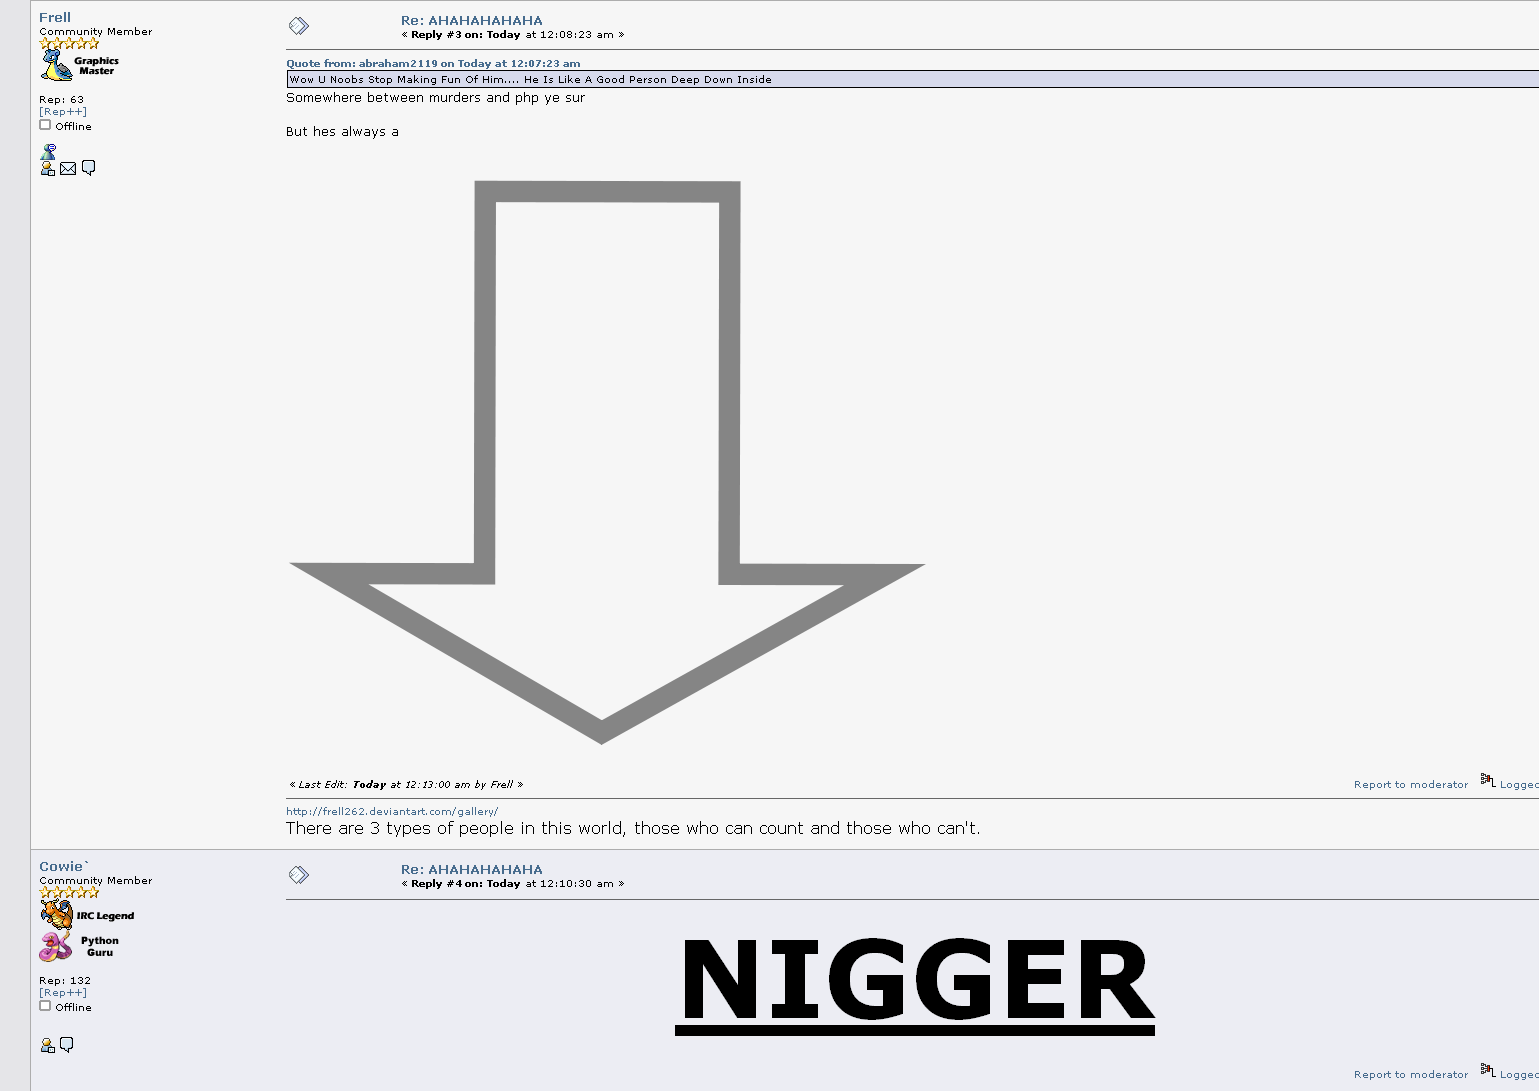 Frell
Community Member
Graphics
Master
Rep: 63
[Rep++]
Offline
Re: AHAHAHAHAHA
« Reply #3 on: Today at 12:08:23 am »
Quote from: abraham2119 on Today at 12:07:23 am
Wow U Noobs Stop Making Fun Of Him.... He Is Like A Good Person Deep Down Inside
Somewhere between murders and php ye sur
But hes always a
« Last Edit: Today at 12:13:00 am by Frell »
Report to moderator Logged
http://frell262.deviantart.com/gallery/
There are 3 types of people in this world, those who can count and those who can't.
Cowie`
Community Member
IRC Legend
Python
Guru
Rep: 132
[Rep++]
Offline
Re: AHAHAHAHAHA
« Reply #4 on: Today at 12:10:30 am »
NIGGER
Report to moderator Logged